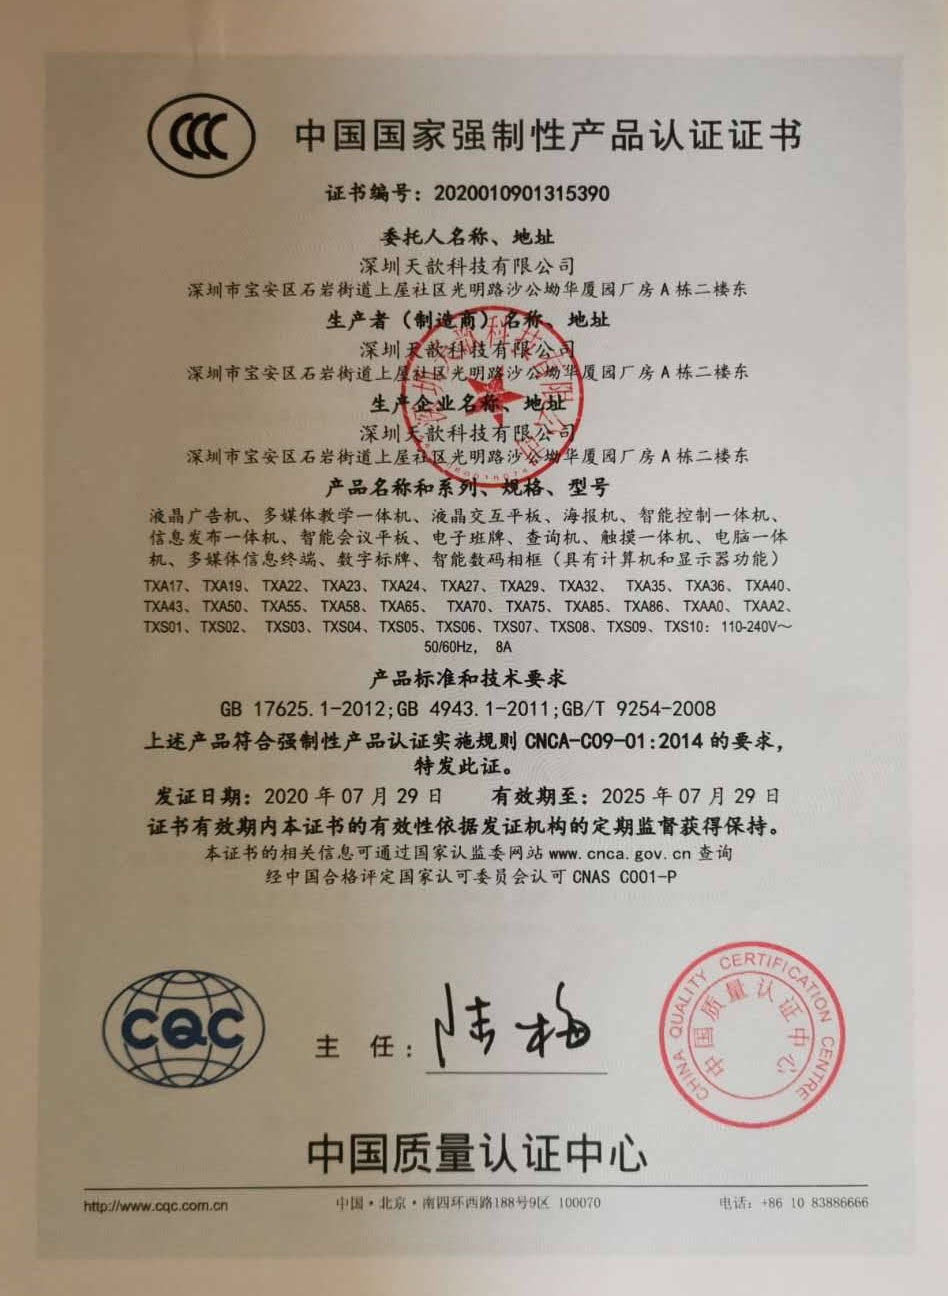 CCC
中国国家强制性产品认证证书
证书编号：2020010901315390
委托人名称、地址
深圳天歆科技有限公司
深圳市宝安区石岩街道上屋社区光明路沙公坳华厦园厂房 A 栋二楼东
生产者（制造商）名称、地址
深圳天歆科技有限公司
深圳市宝安区石岩街道上屋社区光明路沙公坳华厦园厂房 A 栋二楼东
生产企业名称、地址
深圳天歆科技有限公司
深圳市宝安区石岩街道上屋社区光明路沙公坳华厦园厂房 A 栋二楼东
深圳天歆科技有限公司
产品名称和系列、规格、型号
液晶广告机、多媒体教学一体机、液晶交互平板、海报机、智能控制一体机、
信息发布一体机、智能会议平板、电子班牌、查询机、触摸一体机、电脑一体
机、多媒体信息终端、数字标牌、智能数码相框（具有计算机和显示器功能）
TXA17、TXA19、TXA22、TXA23、TXA24、TXA27、TXA29、TXA32、 TXA35、TXA36、TXA40、
TXA43、TXA50、TXA55、TXA58、TXA65、 TXA70、TXA75、TXA85、TXA86、TXAA0、TXAA2、
TXS01、TXS02、 TXS03、TXS04、TXS05、TXS06、TXS07、TXS08、TXS09、TXS10：110-240V～
50/60Hz， 8A
产品标准和技术要求
GB 17625.1-2012;GB 4943.1-2011;GB/T 9254-2008
上述产品符合强制性产品认证实施规则 CNCA-C09-01:2014 的要求，
特发此证。
发证日期：2020 年 07 月 29 日 有效期至：2025 年 07 月 29 日
证书有效期内本证书的有效性依据发证机构的定期监督获得保持。
本证书的相关信息可通过国家认监委网站 www.cnca.gov.cn 查询
经中国合格评定国家认可委员会认可 CNAS C001-P
CQC
主 任：陆梅
CHINA QUALITY CERTIFICATION CENTRE
中国质量认证中心
中国质量认证中心
http://www.cqc.com.cn 中国·北京·南四环西路188号9区 100070 电话：+86 10 83886666